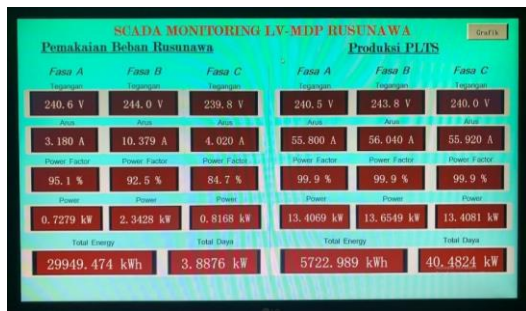 SCADA MONITORING LV-MDP RUSUNAWA
Grafik
Pemakaian Beban Rusunawa Produksi PLTS
Fasa A Fasa B Fasa C Fasa A Fasa B Fasa C
Tegangan Tegangan Tegangan Tegangan Tegangan Tegangan
240.6 V 244.0 V 239.8 V 240.5 V 243.8 V 240.0 V
Arus Arus Arus Arus Arus Arus
3.180 A 10.379 A 4.020 A 55.800 A 56.040 A 55.920 A
Power Factor Power Factor Power Factor Power Factor Power Factor Power Factor
95.1 % 92.5 % 84.7 % 99.9 % 99.9 % 99.9 %
Power Power Power Power Power Power
0.7279 kW 2.3428 kW 0.8168 kW 13.4069 kW 13.6549 kW 13.4081 kW
Total Energy Total Daya Total Energy Total Daya
29949.474 kWh 3.8876 kW 5722.989 kWh 40.4824 kW